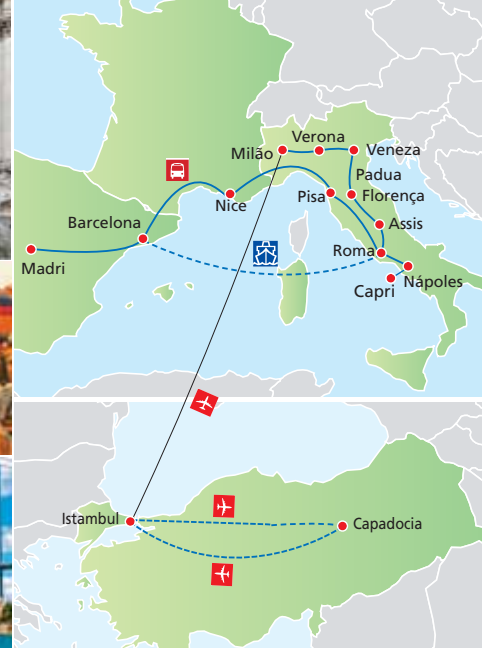 Verona
Milão
Veneza
Padua
Nice
Pisa
Florença
Barcelona
Assis
Roma
Madri
Capri
Nápoles
Istambul
Capadocia